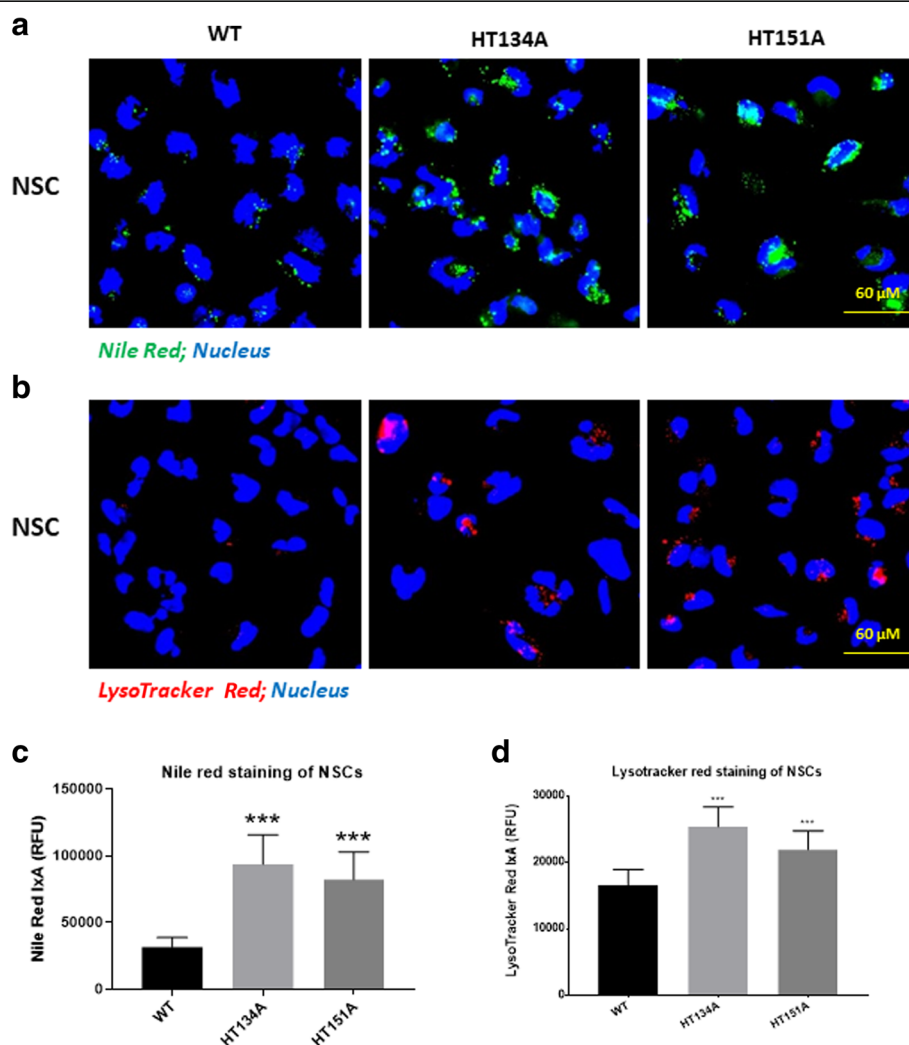 a
WT HT134A HT151A
NSC
60 µM
Nile Red; Nucleus
b
NSC
60 µM
LysoTracker Red; Nucleus
c
Nile red staining of NSCs
Nile Red IxA (RFU)
150000
100000
50000
0
***
***
WT
HT134A
HT151A
d
Lysotracker red staining of NSCs
LysoTracker Red IxA (RFU)
30000
20000
10000
0
***
***
WT
HT134A
HT151A